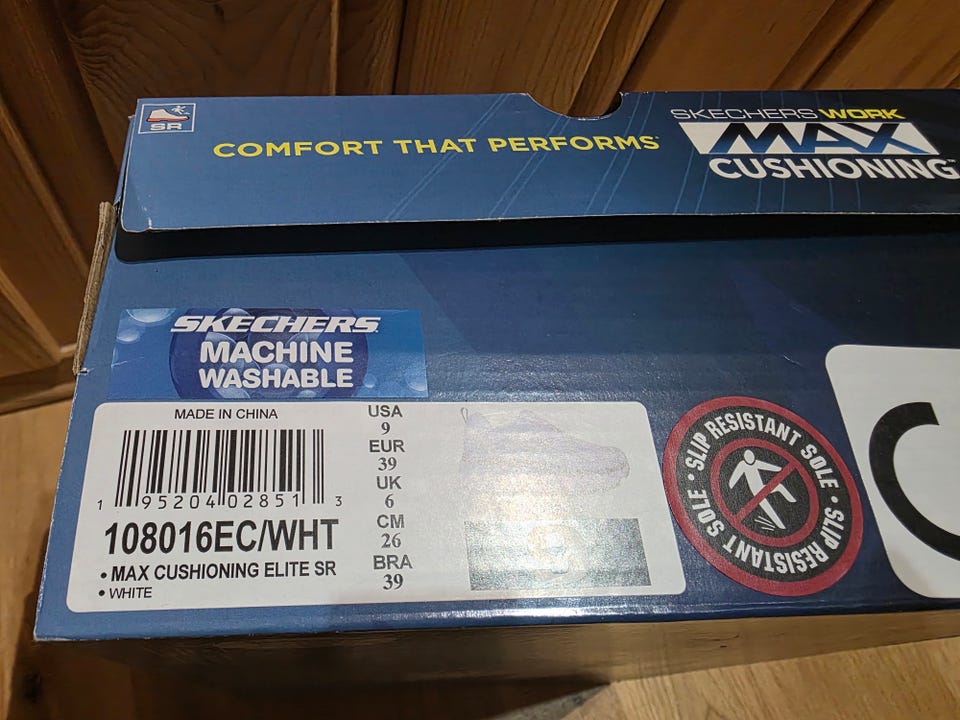 SR
COMFORT THAT PERFORMS®
SKECHERS WORK
MAX
CUSHIONING™
SKECHERS
MACHINE
WASHABLE
MADE IN CHINA
1 95204 02851 3
108016EC/WHT
• MAX CUSHIONING ELITE SR
• WHITE
USA
9
EUR
39
UK
6
CM
26
BRA
39
SLIP RESISTANT SOLE • SLIP RESISTANT SOLE •
C